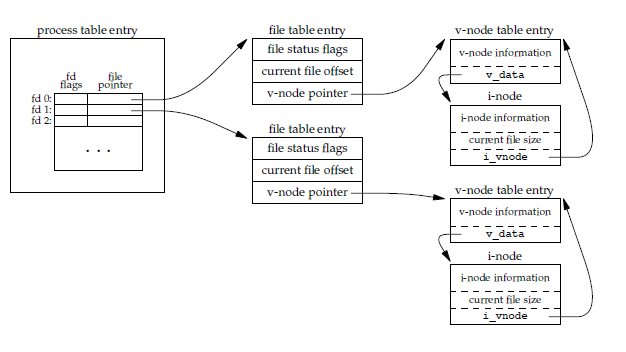 process table entry
fd
flags
file
pointer
fd 0:
fd 1:
fd 2:
. . .
file table entry
file status flags
current file offset
v-node pointer
file table entry
file status flags
current file offset
v-node pointer
v-node table entry
v-node information
v_data
i-node
i-node information
current file size
i_vnode
v-node table entry
v-node information
v_data
i-node
i-node information
current file size
i_vnode